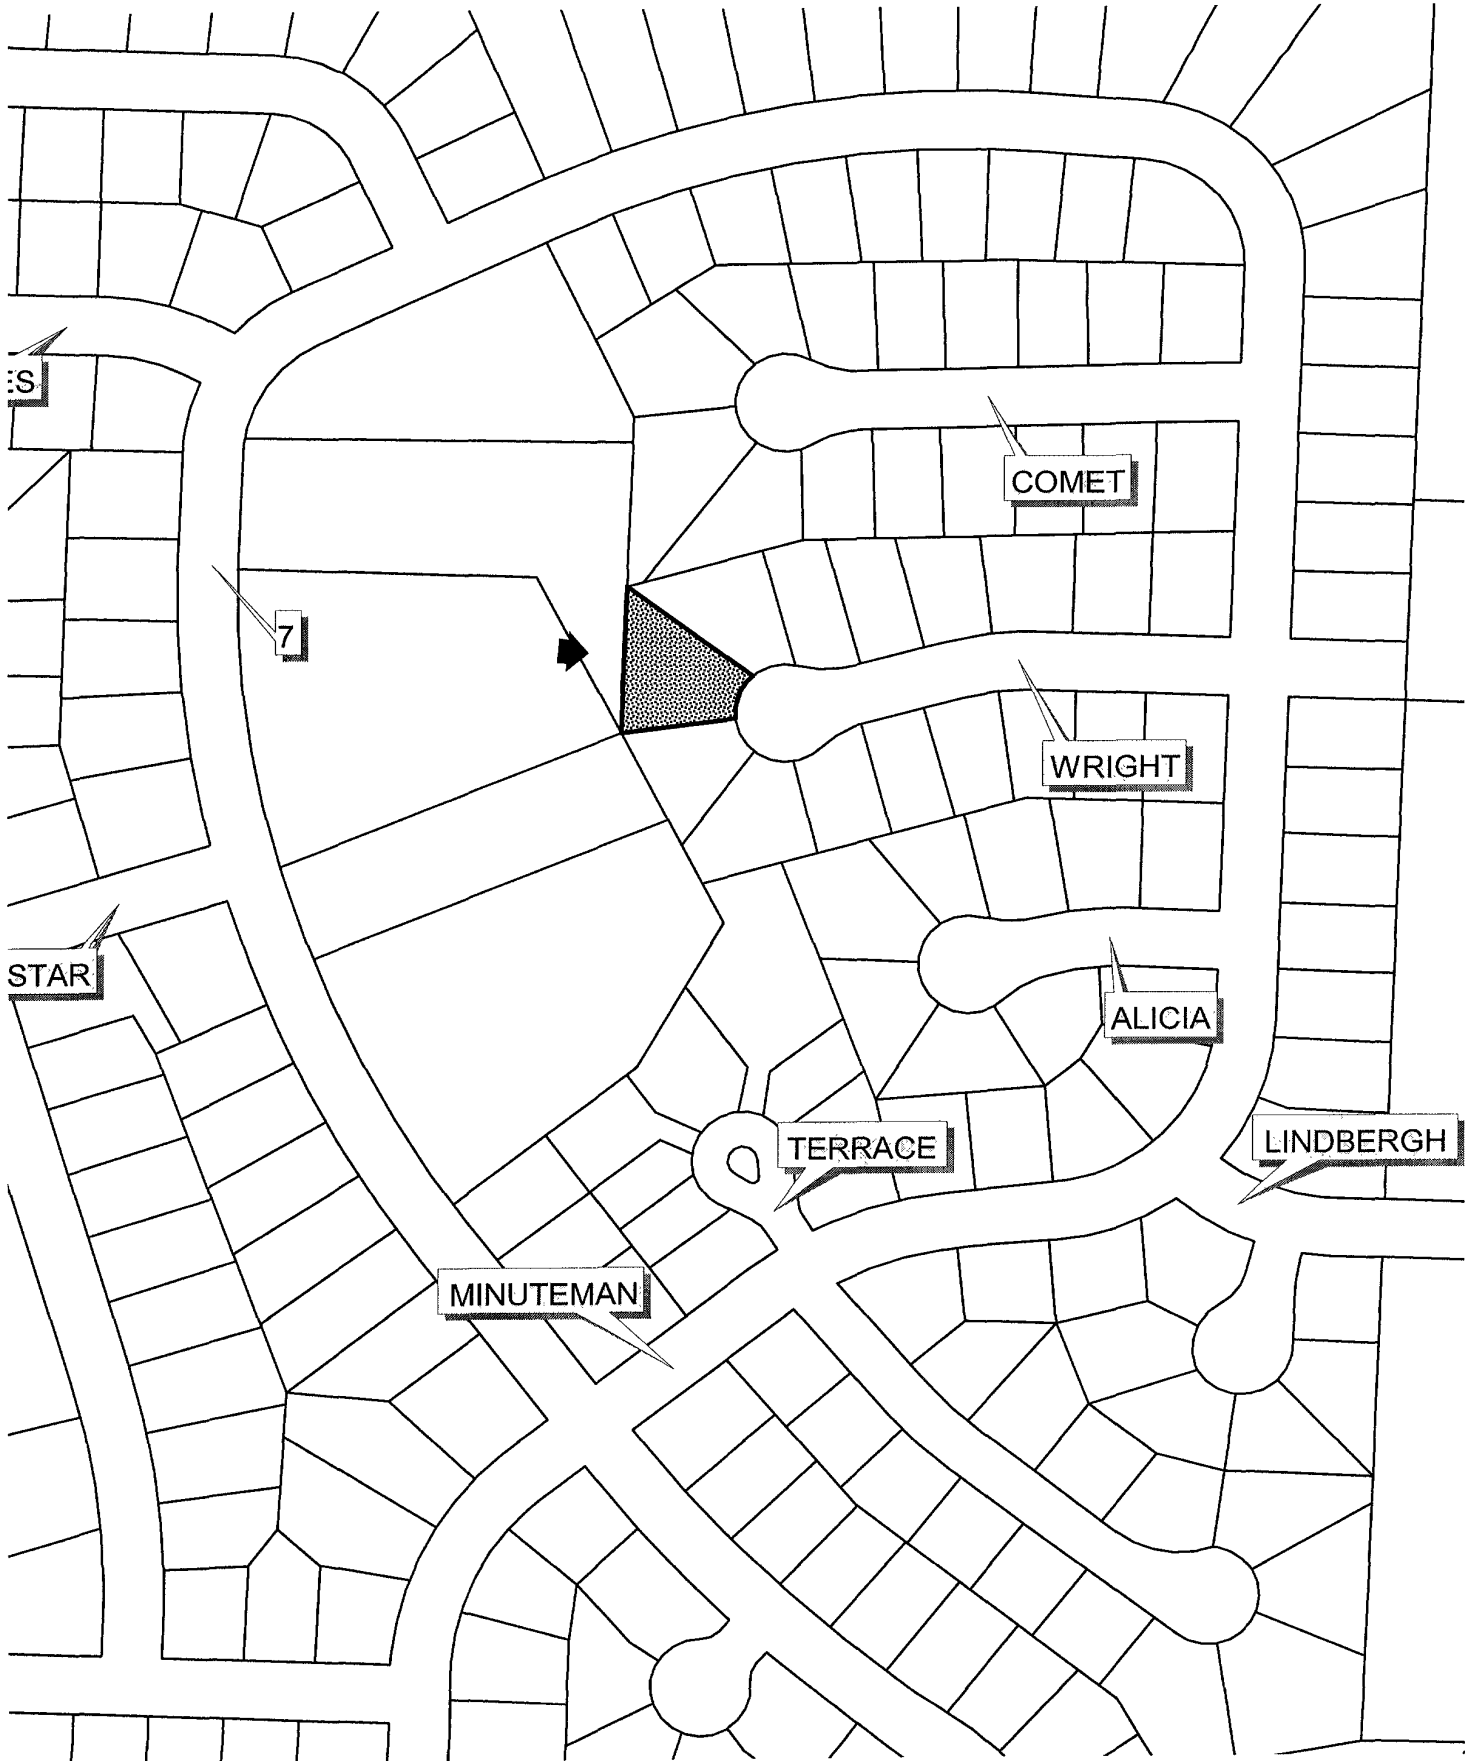 ES
COMET
7
WRIGHT
STAR
ALICIA
TERRACE
LINDBERGH
MINUTEMAN